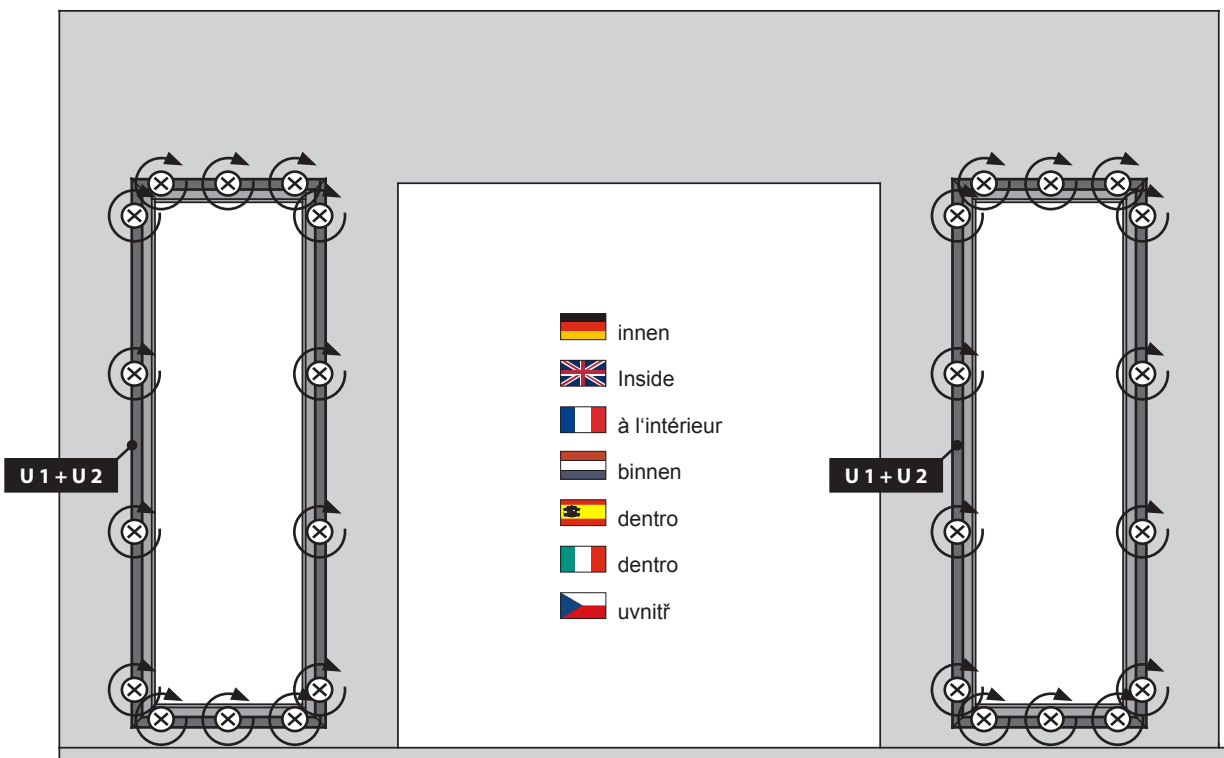 innen
Inside
à l‘intérieur
binnen
dentro
dentro
uvnitř
U 1 + U 2
U 1 + U 2